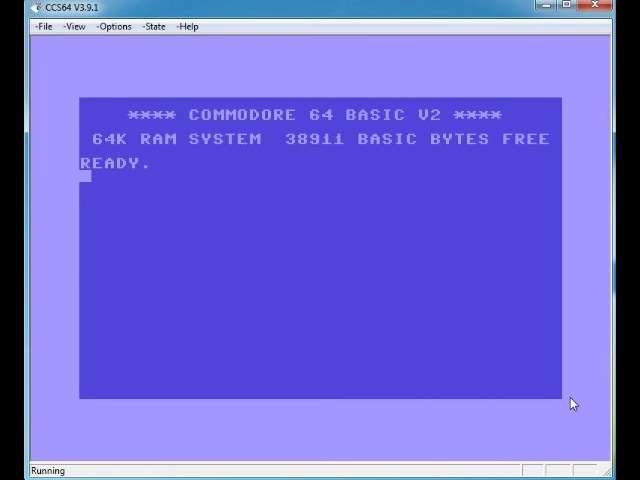 CCS64 V3.9.1
-File -View -Options -State -Help
**** COMMODORE 64 BASIC V2 ****
64K RAM SYSTEM 38911 BASIC BYTES FREE
READY.
Running